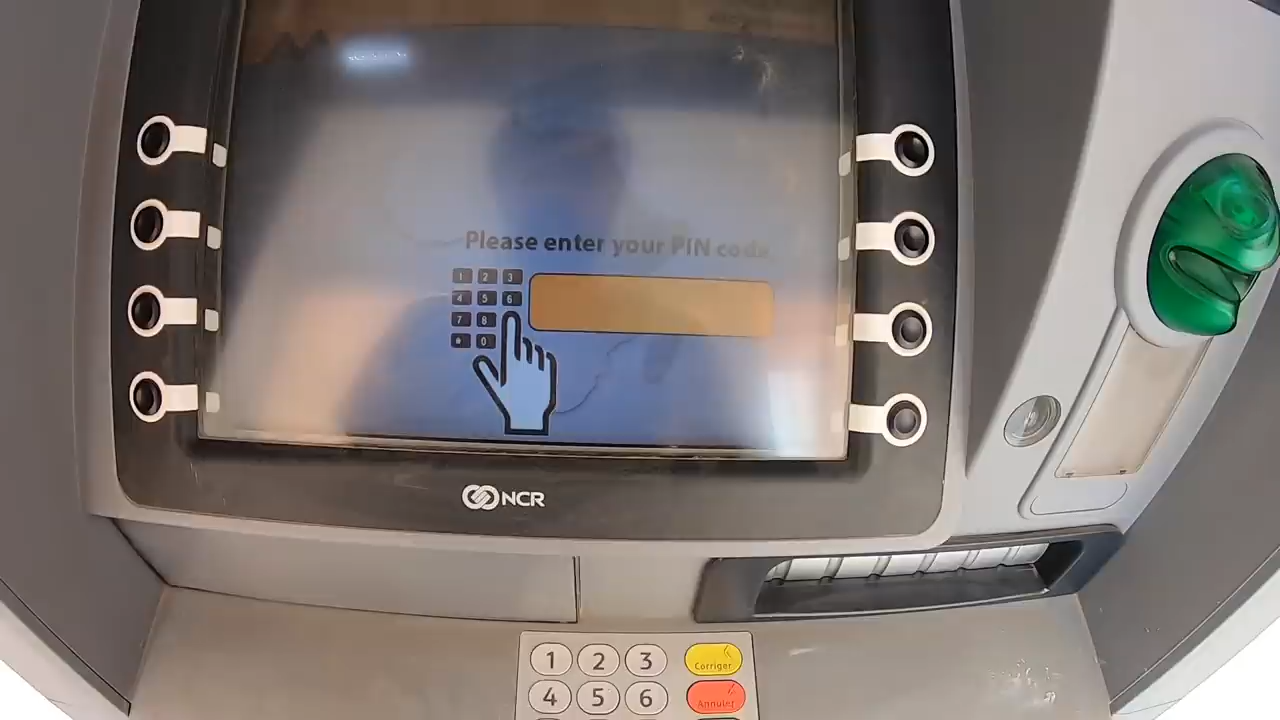 Please enter your PIN code
1 2 3
4 5 6
7 8
* 0
NCR
1 2 3 Corriger
4 5 6 Annuler